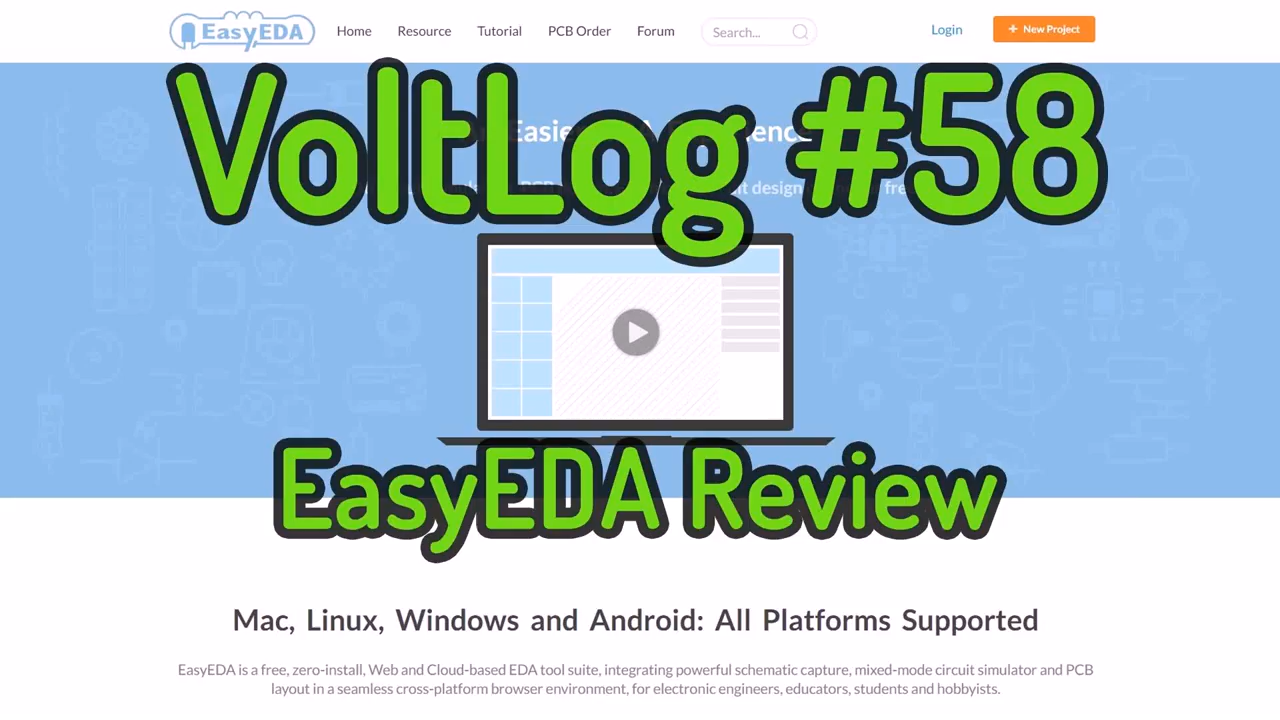 EasyEDA
Home Resource Tutorial PCB Order Forum Search... Login + New Project
VoltLog #58
EasyEDA Review
Mac, Linux, Windows and Android: All Platforms Supported
EasyEDA is a free, zero-install, Web and Cloud-based EDA tool suite, integrating powerful schematic capture, mixed-mode circuit simulator and PCB
layout in a seamless cross-platform browser environment, for electronic engineers, educators, students and hobbyists.